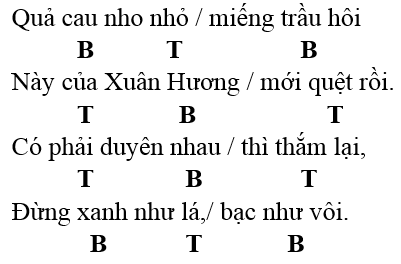 Quả cau nho nhỏ / miếng trầu hôi
B T B
Này của Xuân Hương / mới quệt rồi.
T B T
Có phải duyên nhau / thì thắm lại,
T B T
Đừng xanh như lá,/ bạc như vôi.
B T B